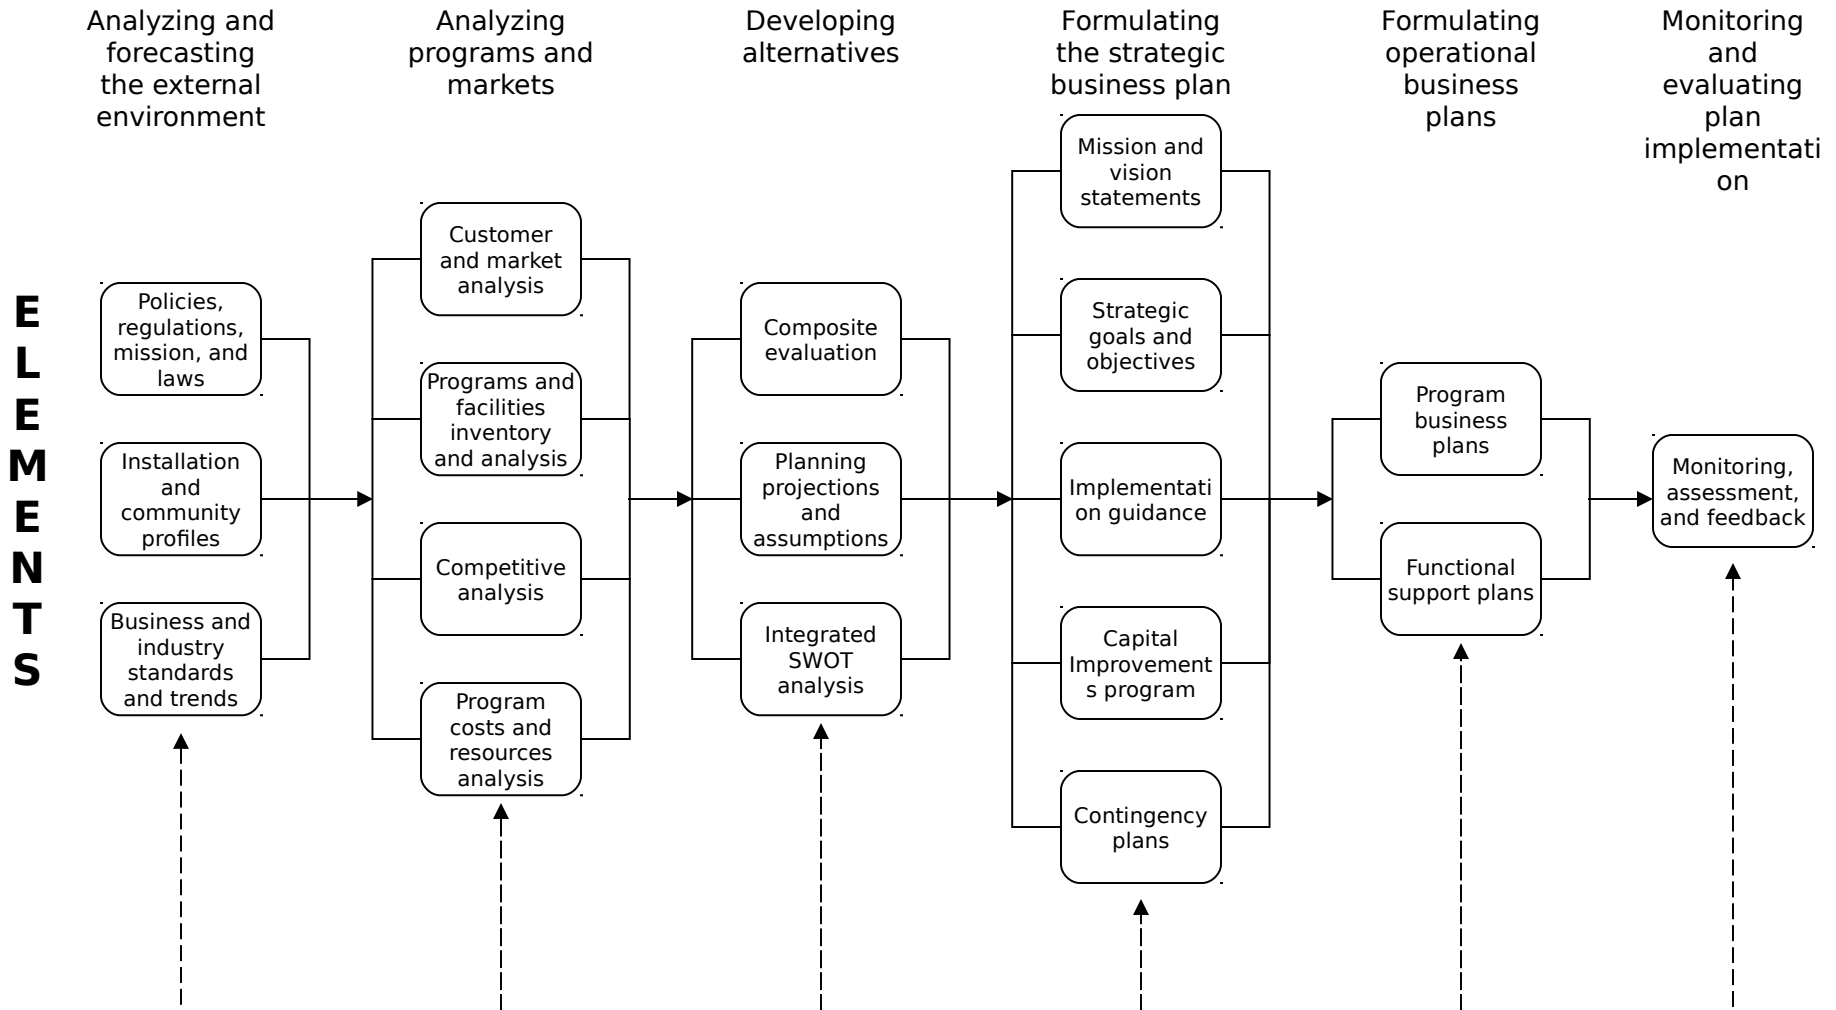 Analyzing and
forecasting
the external
environment
Analyzing
programs and
markets
Developing
alternatives
Formulating
the strategic
business plan
Formulating
operational
business
plans
Monitoring
and
evaluating
plan
implementati
on
E
L
E
M
E
N
T
S
Policies,
regulations,
mission, and
laws
Installation
and
community
profiles
Business and
industry
standards
and trends
Customer
and market
analysis
Programs and
facilities
inventory
and analysis
Competitive
analysis
Program
costs and
resources
analysis
Composite
evaluation
Planning
projections
and
assumptions
Integrated
SWOT
analysis
Mission and
vision
statements
Strategic
goals and
objectives
Implementati
on guidance
Capital
Improvement
s program
Contingency
plans
Program
business
plans
Functional
support plans
Monitoring,
assessment,
and feedback